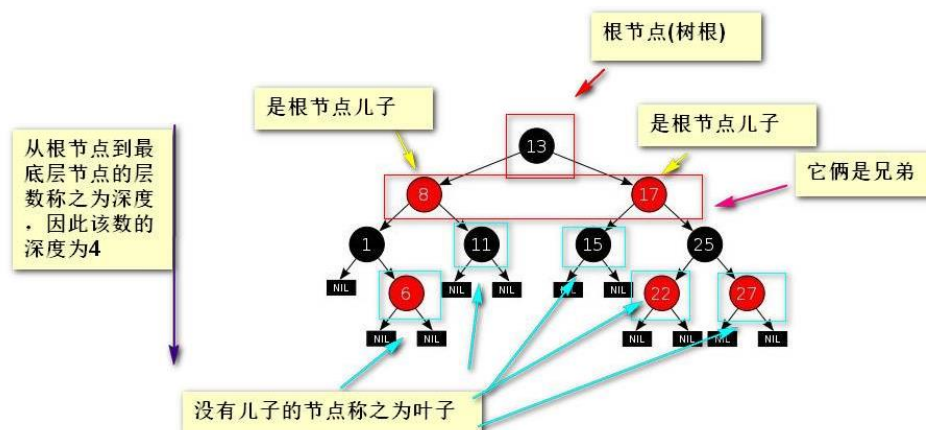 根节点(树根)
是根节点儿子
是根节点儿子
从根节点到最
底层节点的层
数称之为深度
，因此该数的
深度为4
它俩是兄弟
13
8
17
1
11
15
25
NIL
6
NIL
NIL
NIL
NIL
22
27
NIL
NIL
NIL
NIL
NIL
NIL
没有儿子的节点称之为叶子